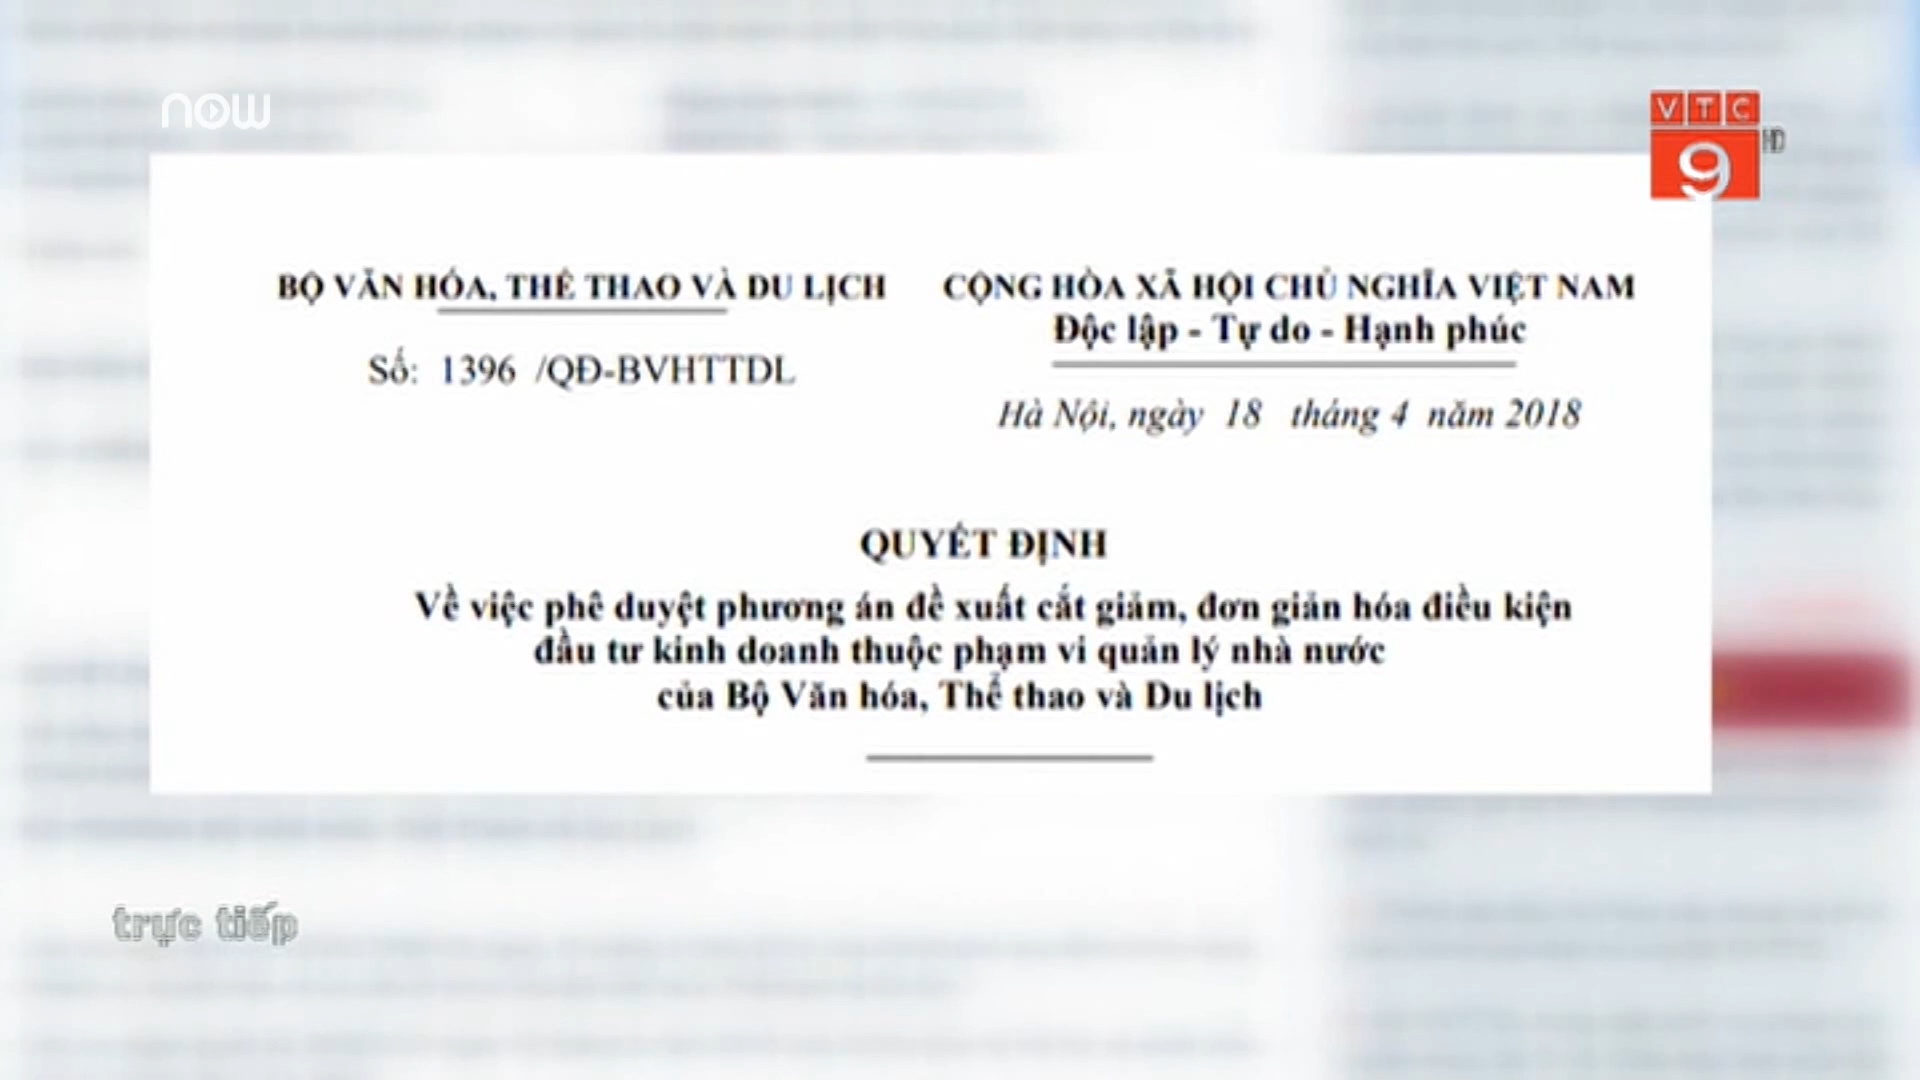 now
VTC
9
HD
BỘ VĂN HÓA, THỂ THAO VÀ DU LỊCH
Số: 1396 /QĐ-BVHTTDL
CỘNG HÒA XÃ HỘI CHỦ NGHĨA VIỆT NAM
Độc lập - Tự do - Hạnh phúc
Hà Nội, ngày 18 tháng 4 năm 2018
QUYẾT ĐỊNH
Về việc phê duyệt phương án đề xuất cắt giảm, đơn giản hóa điều kiện
đầu tư kinh doanh thuộc phạm vi quản lý nhà nước
của Bộ Văn hóa, Thể thao và Du lịch
trực tiếp